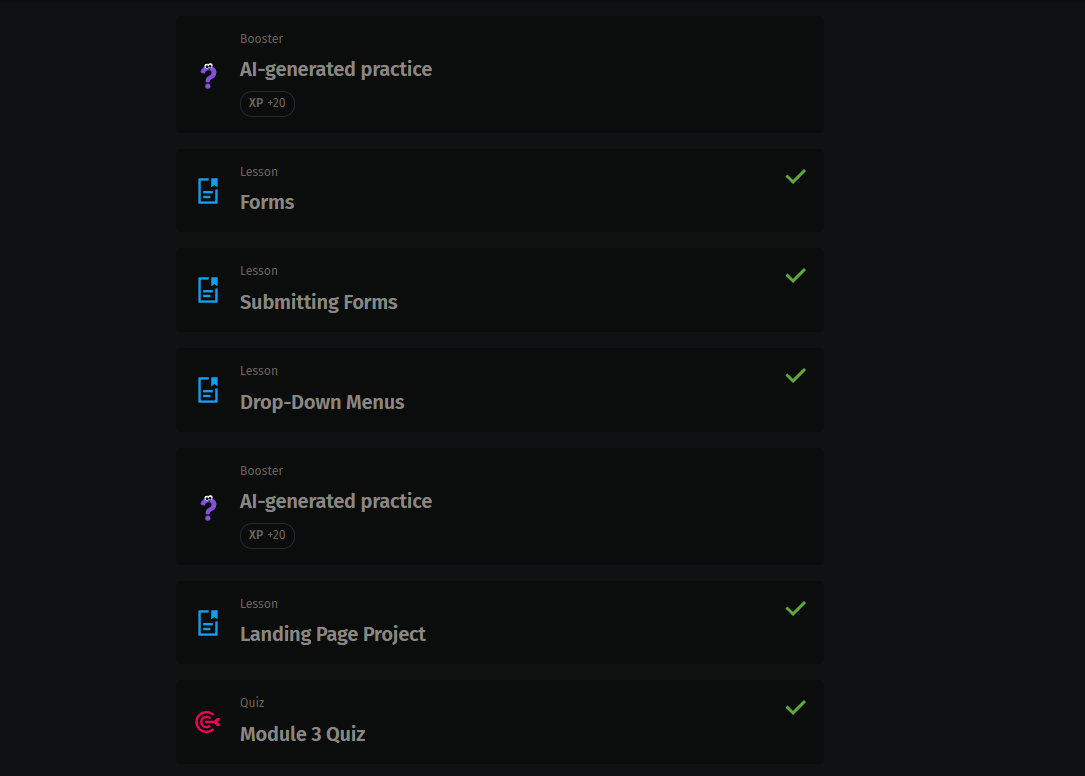 Booster
AI-generated practice
XP +20
Lesson
Forms
Lesson
Submitting Forms
Lesson
Drop-Down Menus
Booster
AI-generated practice
XP +20
Lesson
Landing Page Project
Quiz
Module 3 Quiz